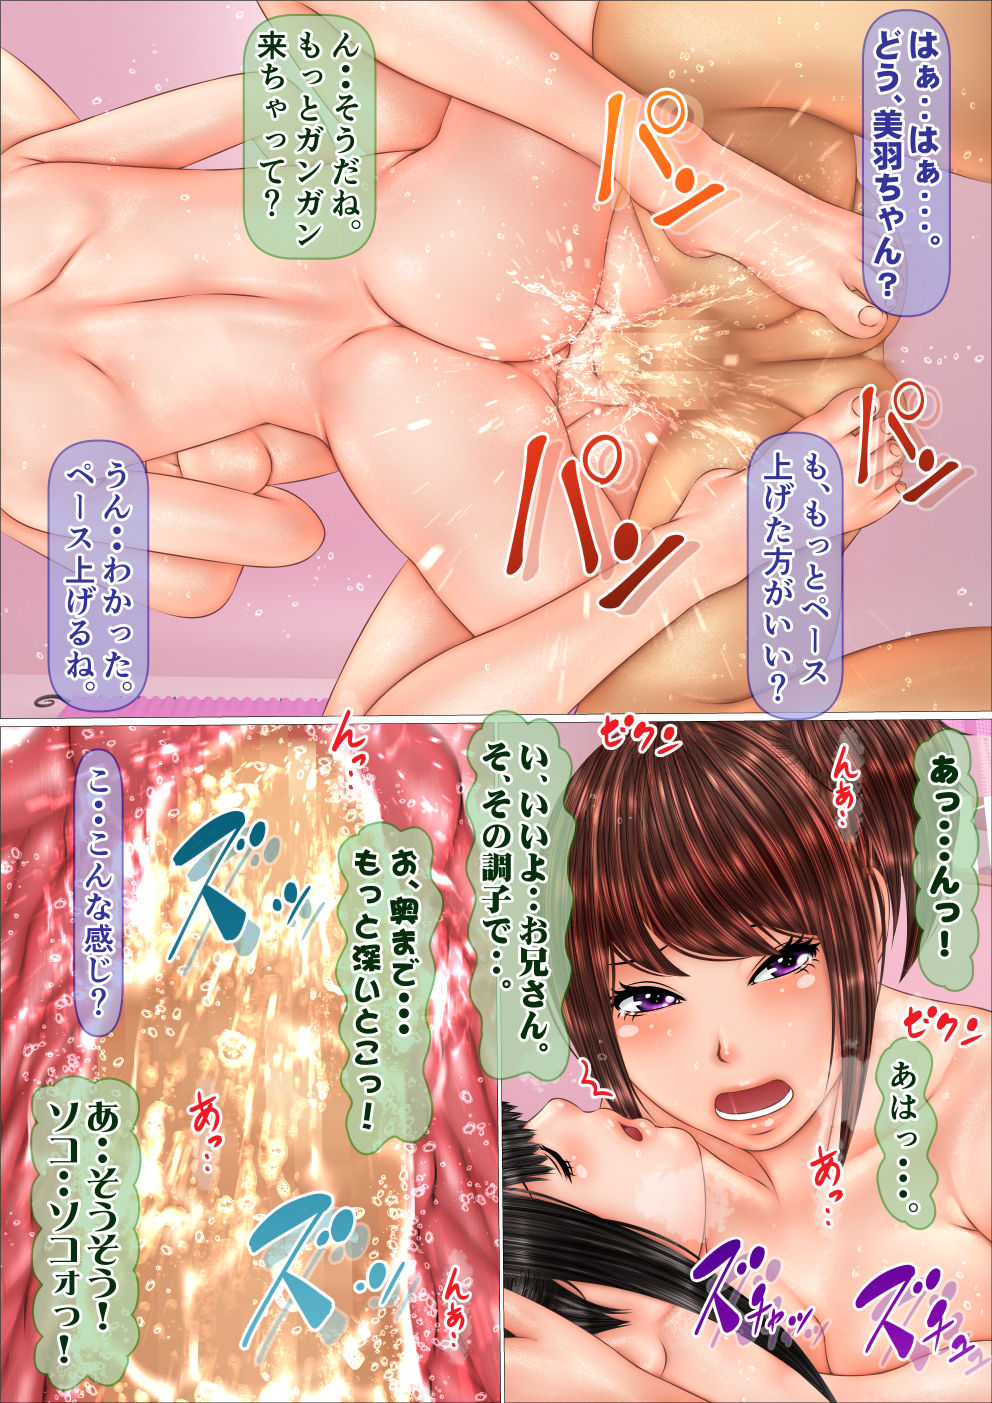 はぁ‥はぁ…。
どう、美羽ちゃん？
パン
ん‥そうだね。
もっとガンガン
来ちゃって？
パン
も、もっとペース
上げた方がいい？
パン
うん‥わかった。
ペース上げるね。
あっ……んっ！
んぁ‥
ゼクン
い、いいよ‥お兄さん。
そ、その調子で‥。
ゼクン
あはっ……。
あっ‥
ズチャッッ
ズチュ
んっ‥
お、奥まで…
もっと深いとこっ！
ズッ
こ…こんな感じ？
あっ‥
ズッ
んぁ‥
あ‥そうそう！
ソコ‥ソコォっ！